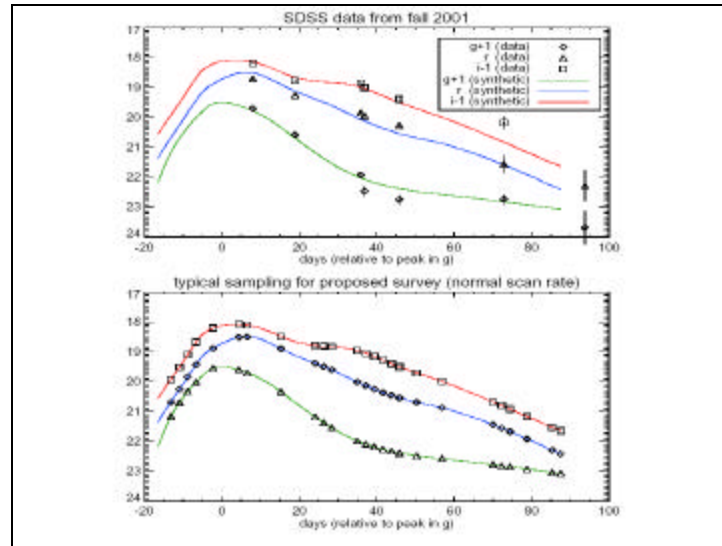 SDSS data from fall 2001
17
18
19
20
21
22
23
24
g+1 (data)
r (data)
i-1 (data)
g+1 (synthetic)
r (synthetic)
i-1 (synthetic)
-20 0 20 40 60 80 100
days (relative to peak in g)
typical sampling for proposed survey (normal scan rate)
17
18
19
20
21
22
23
24
-20 0 20 40 60 80 100
days (relative to peak in g)